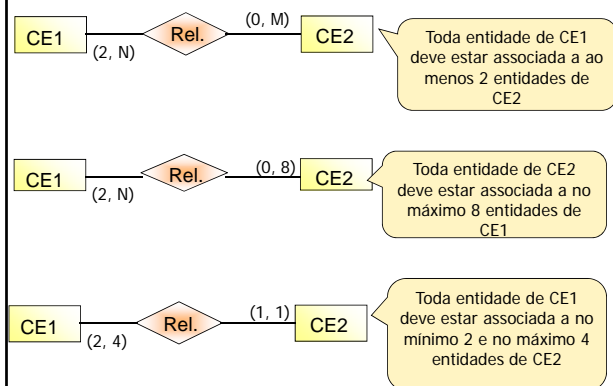 CE1
(2, N)
Rel.
(0, M)
CE2
Toda entidade de CE1
deve estar associada a ao
menos 2 entidades de
CE2
CE1
(2, N)
Rel.
(0, 8)
CE2
Toda entidade de CE2
deve estar associada a no
máximo 8 entidades de
CE1
CE1
(2, 4)
Rel.
(1, 1)
CE2
Toda entidade de CE1
deve estar associada a no
mínimo 2 e no máximo 4
entidades de CE2